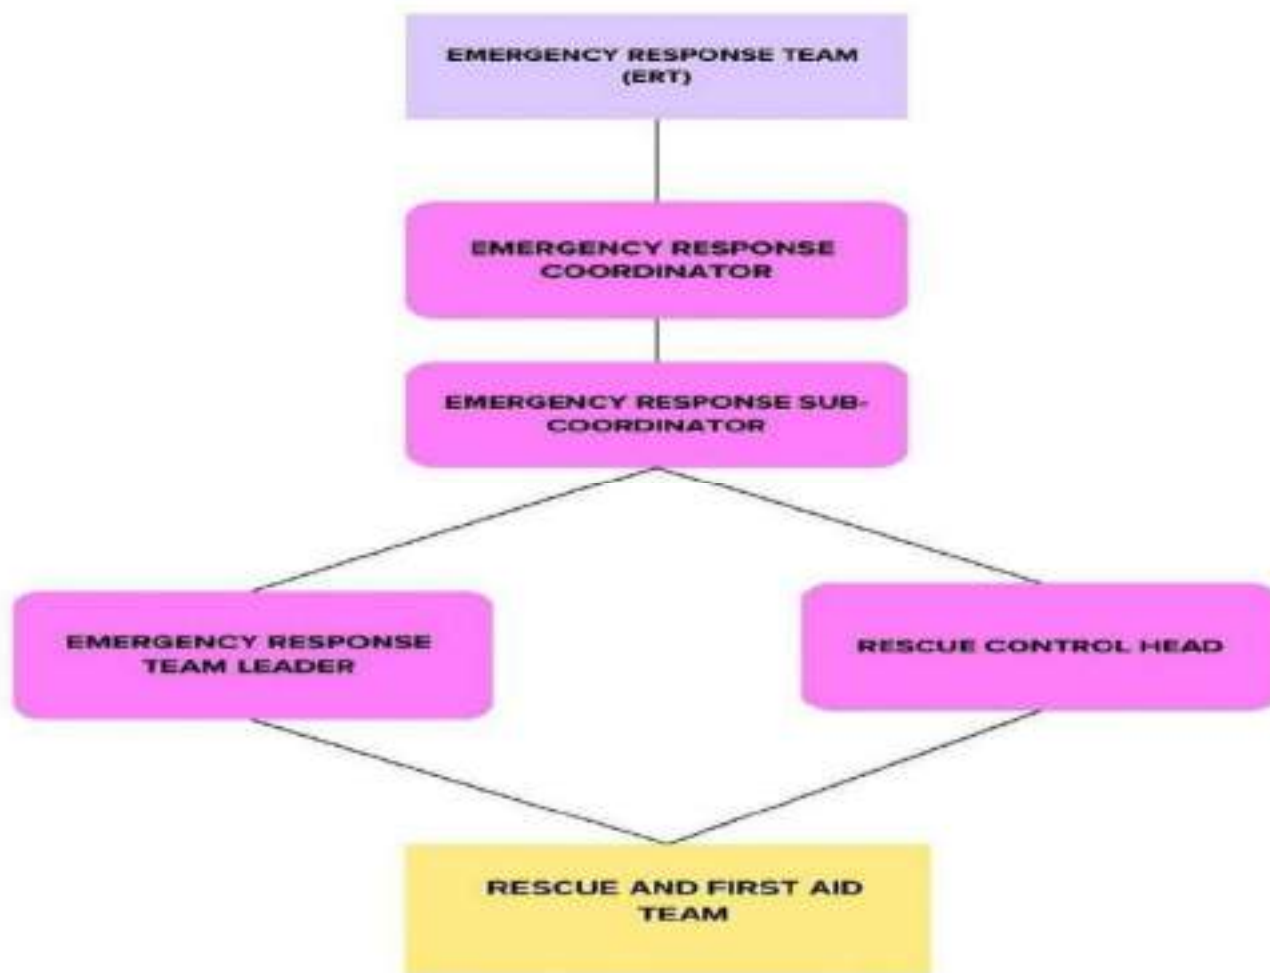 EMERGENCY RESPONSE TEAM
(ERT)
EMERGENCY RESPONSE
COORDINATOR
EMERGENCY RESPONSE SUB-
COORDINATOR
EMERGENCY RESPONSE
TEAM LEADER
RESCUE CONTROL HEAD
RESCUE AND FIRST AID
TEAM